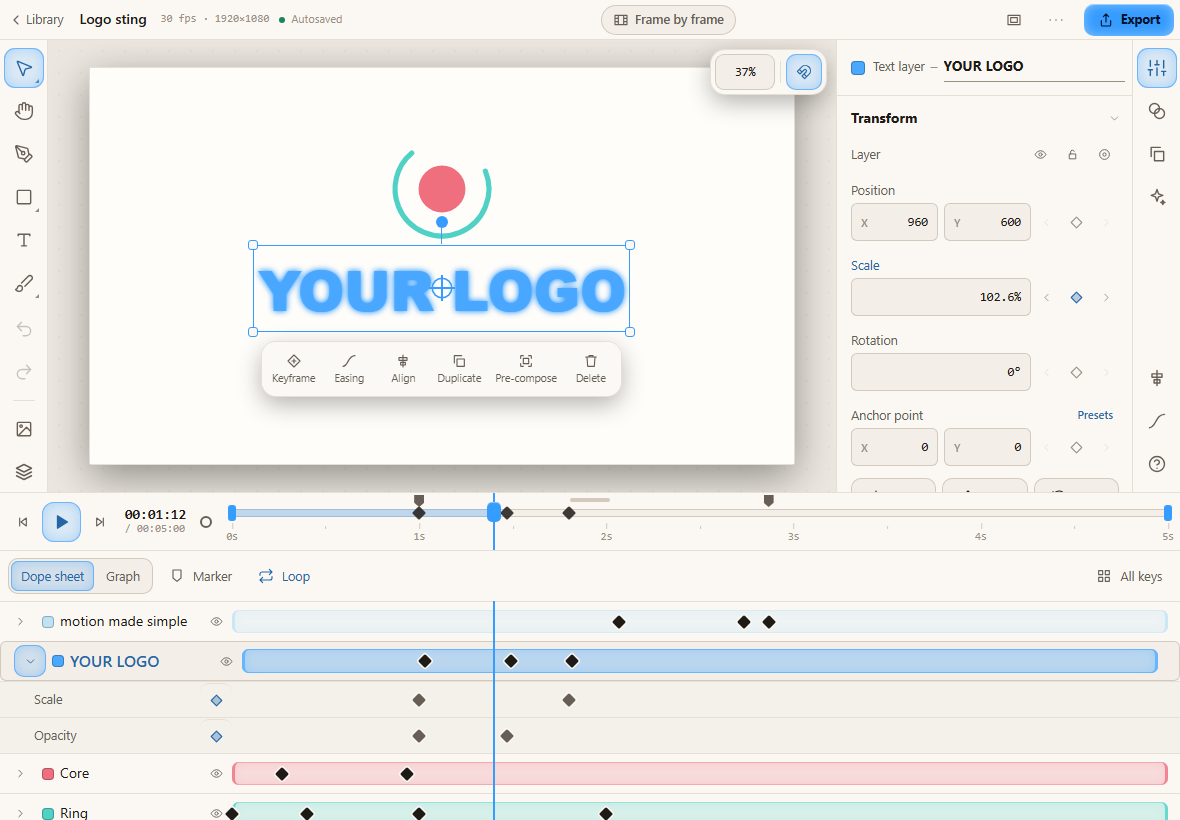 Library Logo sting 30 fps · 1920×1080 Autosaved Frame by frame ··· Export
37%
Text layer – YOUR LOGO
Transform
Layer
Position
X 960 Y 600
Scale
102.6%
Rotation
0°
Anchor point Presets
X 0 Y 0
YOUR LOGO
Keyframe Easing Align Duplicate Pre-compose Delete
00:01:12
/ 00:05:00
0s 1s 2s 3s 4s 5s
Dope sheet Graph Marker Loop All keys
motion made simple
YOUR LOGO
Scale
Opacity
Core
Ring